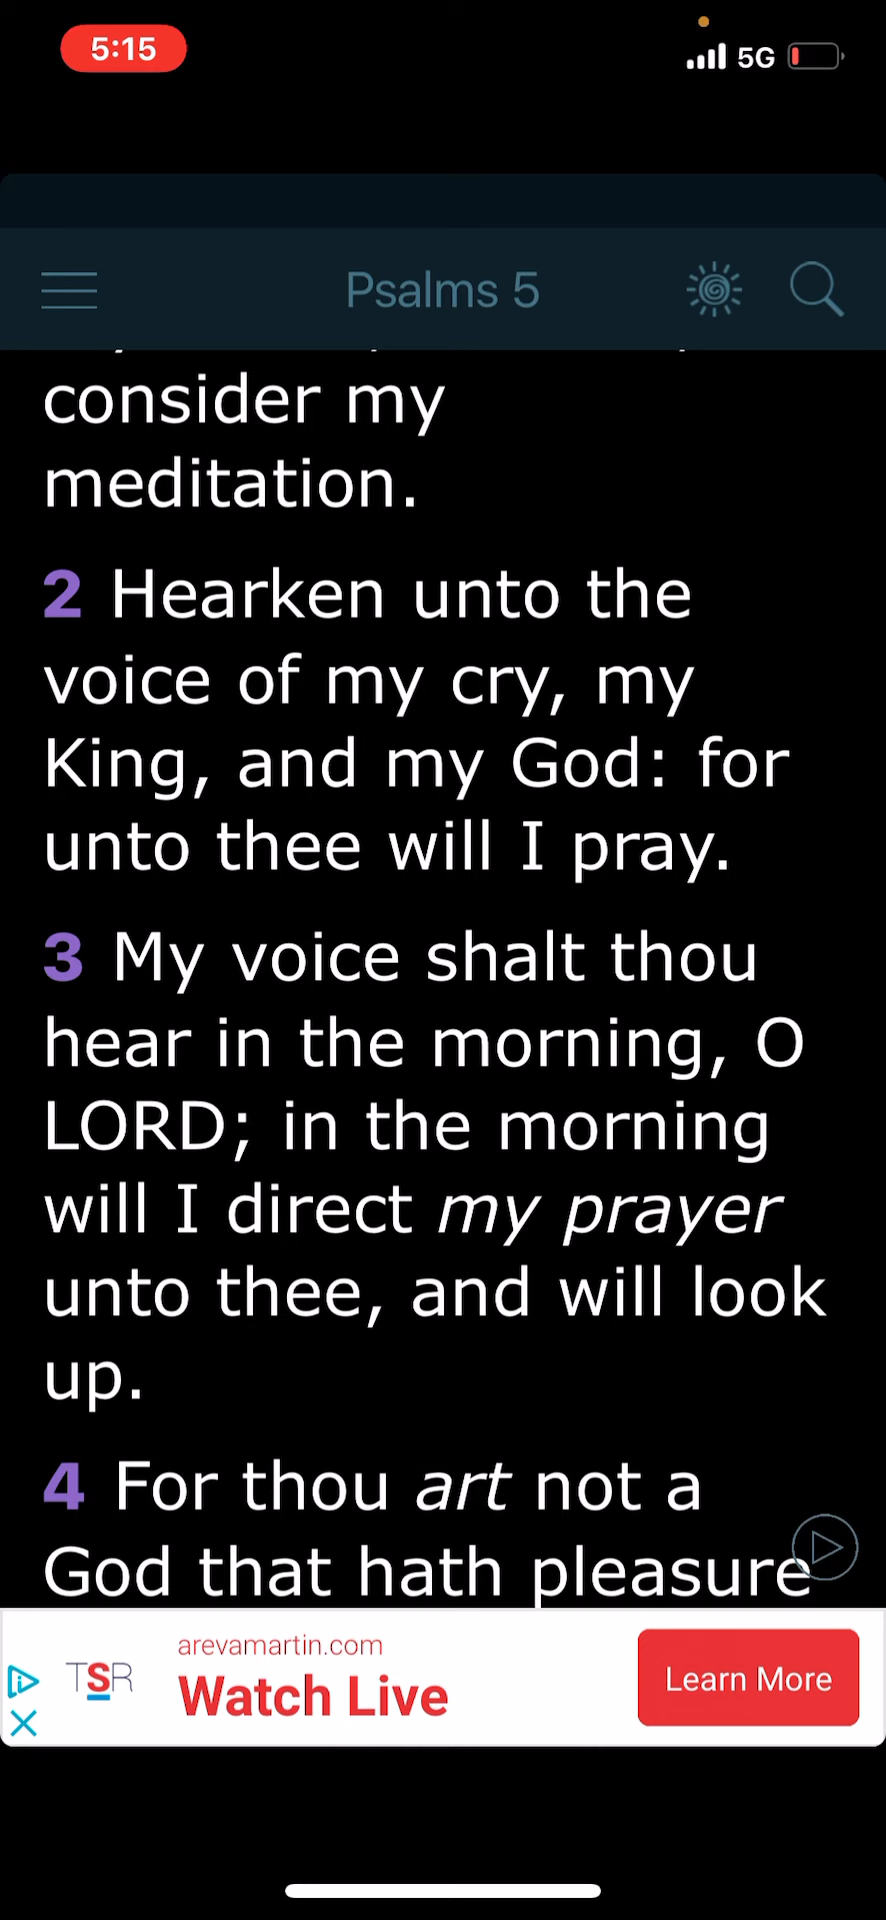 5:15
5G
Psalms 5
consider my
meditation.
2 Hearken unto the
voice of my cry, my
King, and my God: for
unto thee will I pray.
3 My voice shalt thou
hear in the morning, O
LORD; in the morning
will I direct my prayer
unto thee, and will look
up.
4 For thou art not a
God that hath pleasure
TSR
arevamartin.com
Watch Live
Learn More